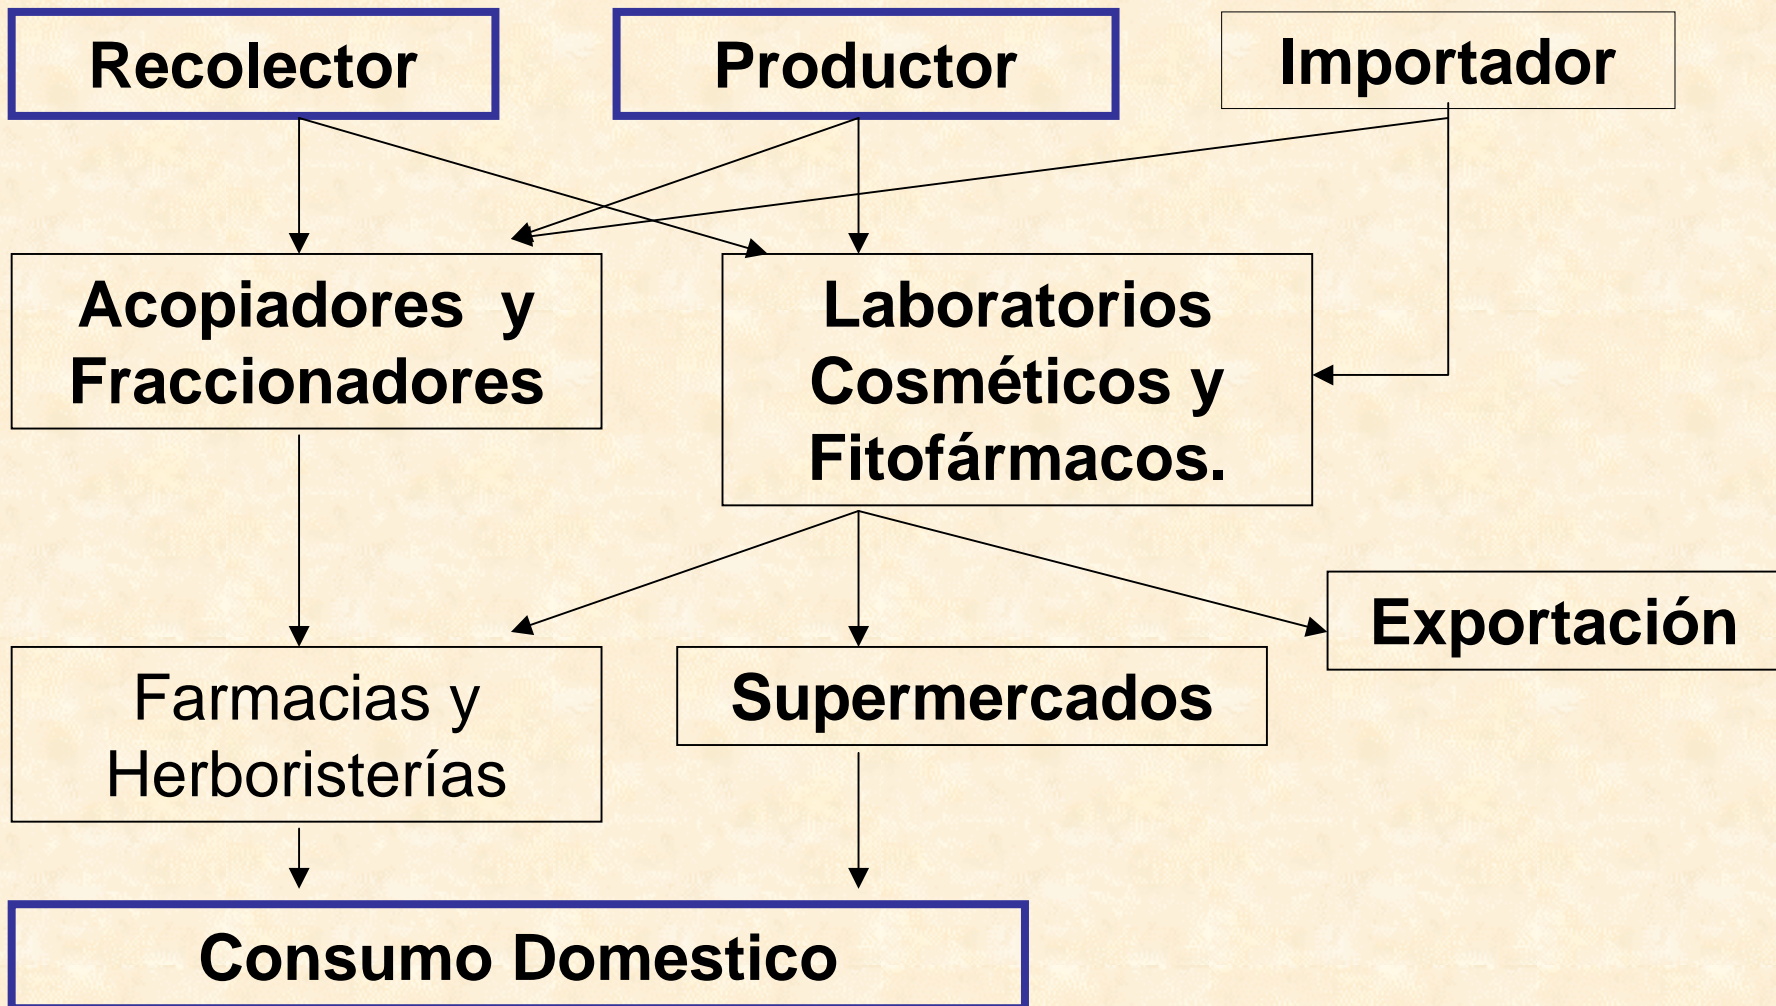 Recolector
Productor
Importador
Acopiadores y
Fraccionadores
Laboratorios
Cosméticos y
Fitofármacos.
Exportación
Farmacias y
Herboristerías
Supermercados
Consumo Domestico